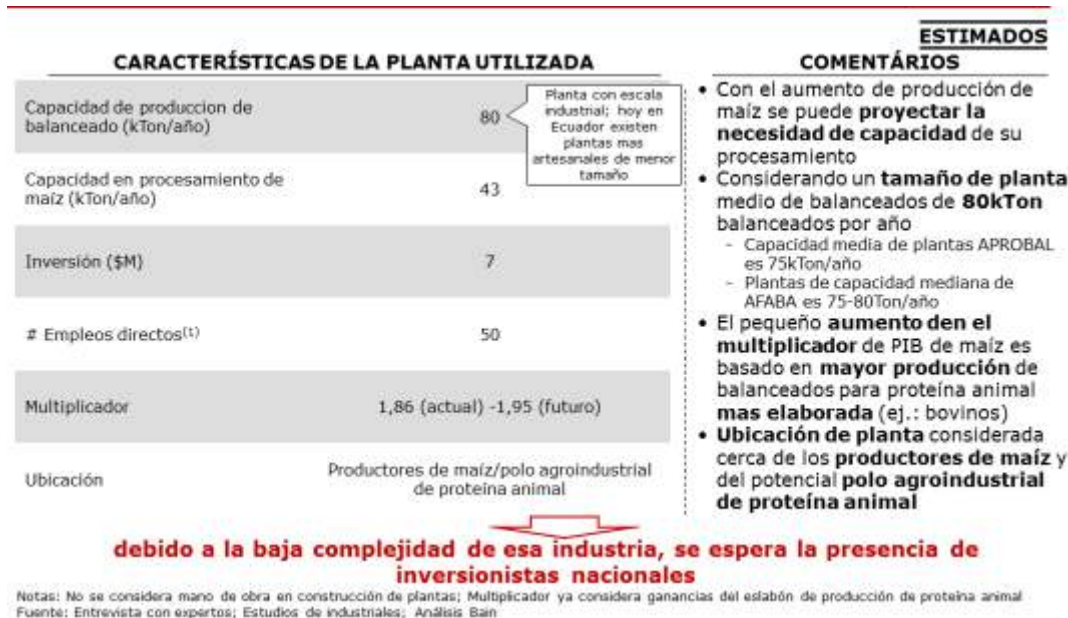 ESTIMADOS
CARACTERÍSTICAS DE LA PLANTA UTILIZADA
Capacidad de produccion de
balanceado (kTon/año)
80
Planta con escala
industrial; hoy en
Ecuador existen
plantas mas
artesanales de menor
tamaño
Capacidad en procesamiento de
maíz (kTon/año)
43
Inversión ($M)
7
# Empleos directos(1)
50
Multiplicador
1,86 (actual) -1,95 (futuro)
Ubicación
Productores de maíz/polo agroindustrial
de proteína animal
COMENTÁRIOS
• Con el aumento de producción de
maíz se puede proyectar la
necesidad de capacidad de su
procesamiento
• Considerando un tamaño de planta
medio de balanceados de 80kTon
balanceados por año
- Capacidad media de plantas APROBAL
es 75kTon/año
- Plantas de capacidad mediana de
AFABA es 75-80Ton/año
• El pequeño aumento den el
multiplicador de PIB de maíz es
basado en mayor producción de
balanceados para proteína animal
mas elaborada (ej.: bovinos)
• Ubicación de planta considerada
cerca de los productores de maíz y
del potencial polo agroindustrial
de proteína animal
debido a la baja complejidad de esa industria, se espera la presencia de
inversionistas nacionales
Notas: No se considera mano de obra en construcción de plantas; Multiplicador ya considera ganancias del eslabón de producción de proteína animal
Fuente: Entrevista con expertos; Estudios de industriales; Análisis Bain